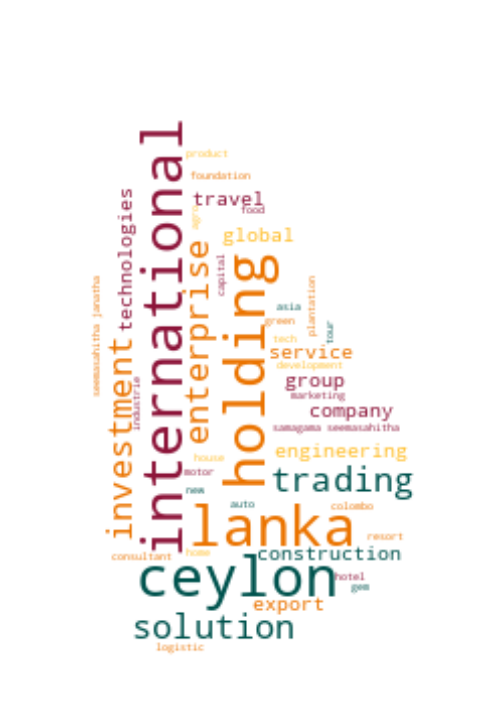 international
product
foundation
travel
food
agro
technologies
global
enterprise
capital
holding
seemasahitha janatha
asia
plantation
green
tour
tech
service
development
investment
industrie
group
marketing
company
samagama seemasahitha
engineering
house
motor
trading
new
auto
colombo
lanka
resort
consultant
home
construction
ceylon
hotel
gem
export
solution
logistic